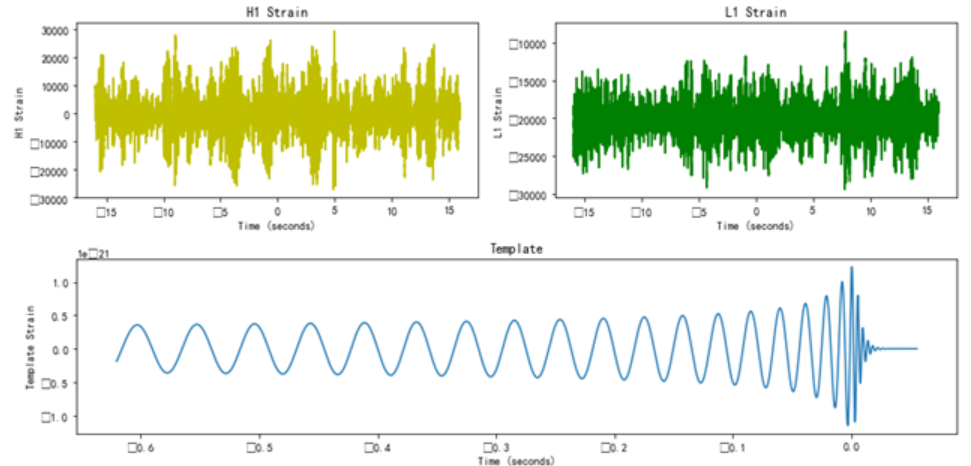 H1 Strain
30000
20000
10000
0
□10000
□20000
□30000
H1 Strain
□15 □10 □5 0 5 10 15
Time (seconds)
L1 Strain
□10000
□15000
□20000
□25000
□30000
L1 Strain
□15 □10 □5 0 5 10 15
Time (seconds)
Template
1e□21
1.0
0.5
0.0
□0.5
□1.0
Template Strain
□0.6 □0.5 □0.4 □0.3 □0.2 □0.1 0.0
Time (seconds)